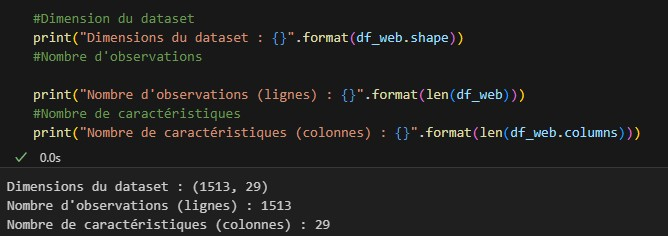 #Dimension du dataset
print("Dimensions du dataset : {}".format(df_web.shape))
#Nombre d'observations
print("Nombre d'observations (lignes) : {}".format(len(df_web)))
#Nombre de caractéristiques
print("Nombre de caractéristiques (colonnes) : {}".format(len(df_web.columns)))
0.0s
Dimensions du dataset : (1513, 29)
Nombre d'observations (lignes) : 1513
Nombre de caractéristiques (colonnes) : 29